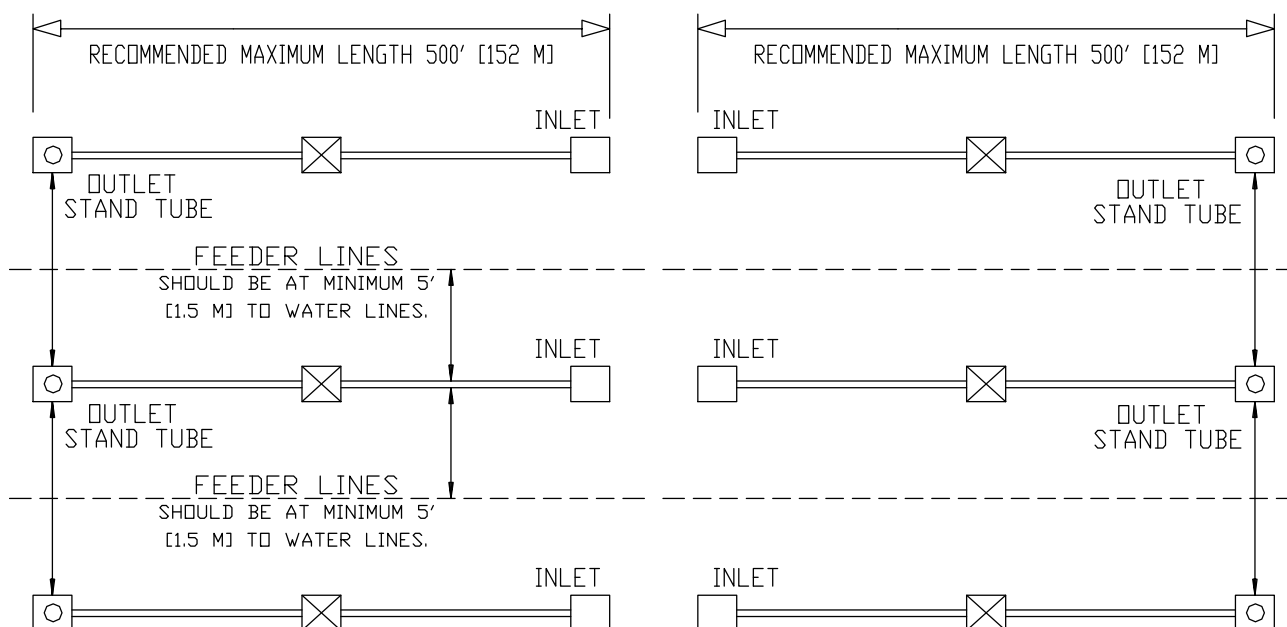 RECOMMENDED MAXIMUM LENGTH 500' [152 M]
RECOMMENDED MAXIMUM LENGTH 500' [152 M]
INLET
INLET
OUTLET
STAND TUBE
OUTLET
STAND TUBE
FEEDER LINES
SHOULD BE AT MINIMUM 5'
[1.5 M] TO WATER LINES.
INLET
INLET
OUTLET
STAND TUBE
OUTLET
STAND TUBE
FEEDER LINES
SHOULD BE AT MINIMUM 5'
[1.5 M] TO WATER LINES.
INLET
INLET